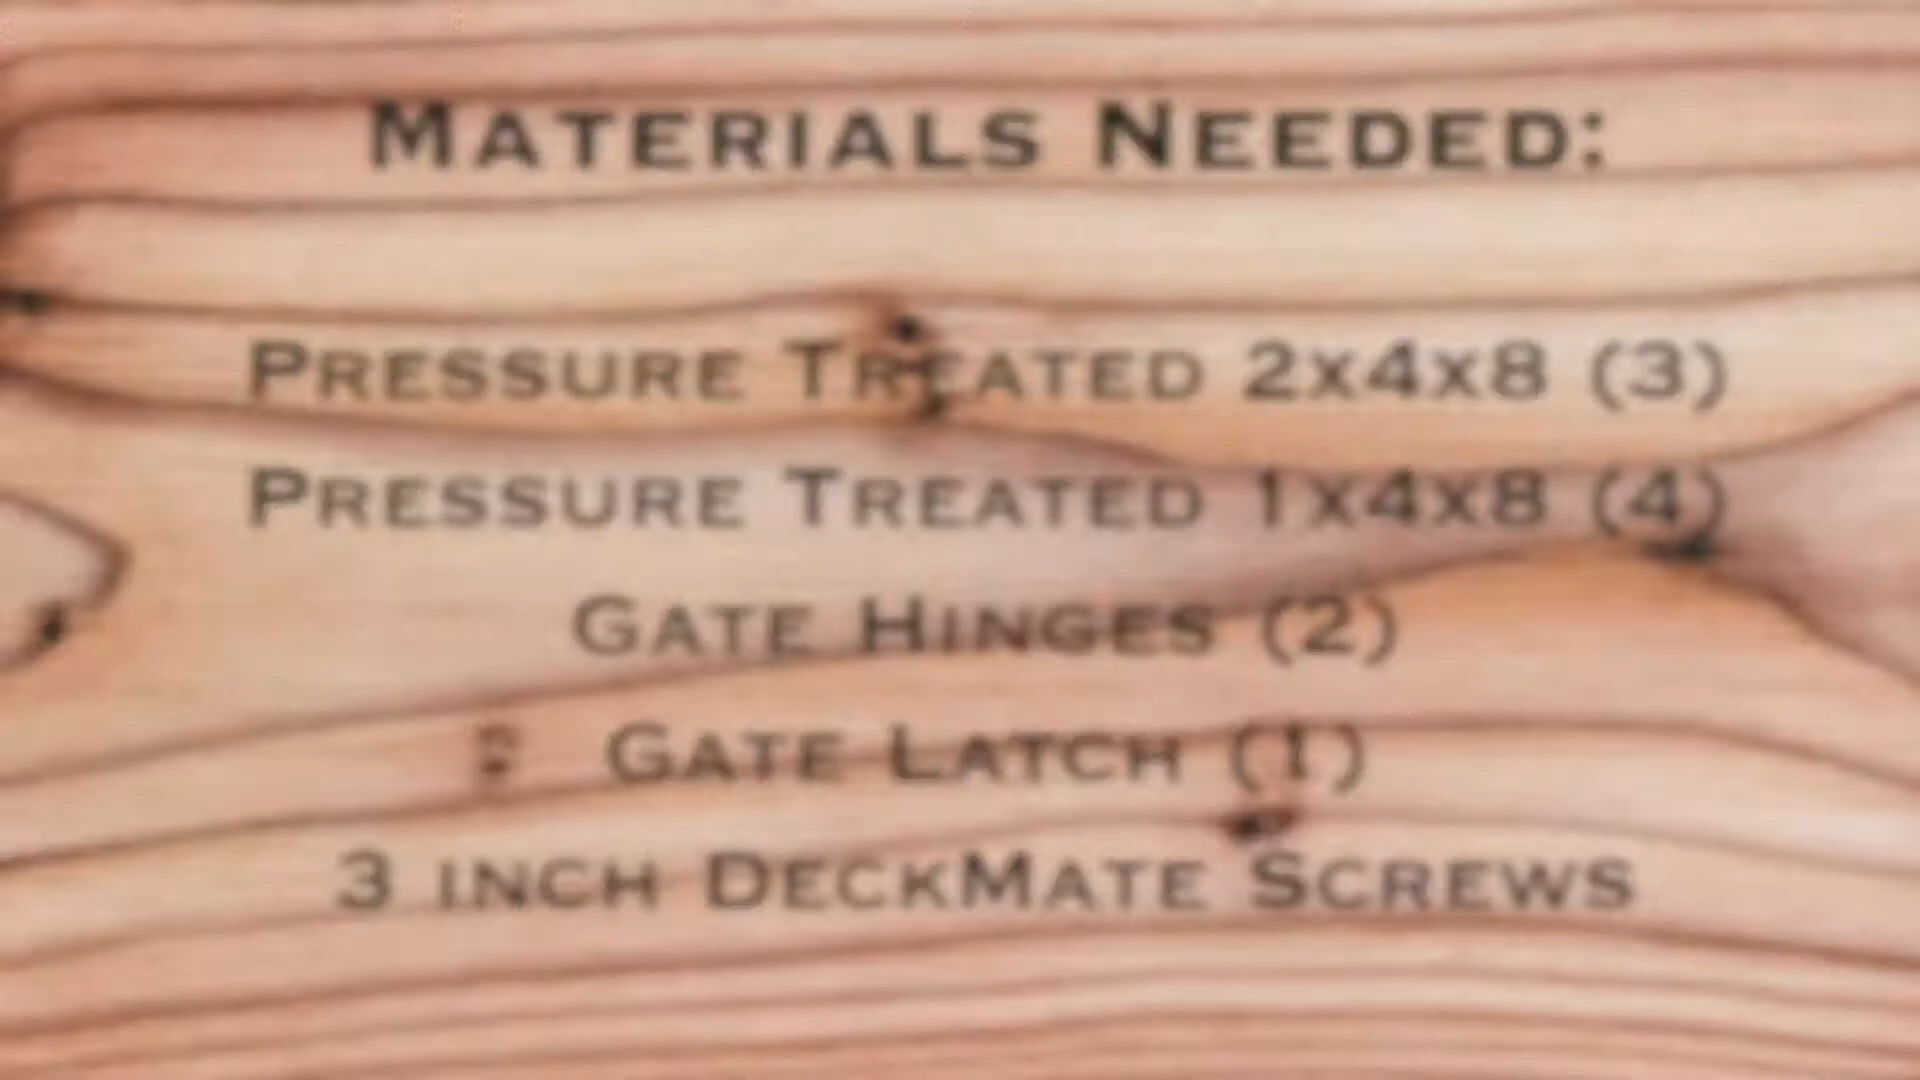 MATERIALS NEEDED:
PRESSURE TREATED 2X4X8 (3)
PRESSURE TREATED 1X4X8 (4)
GATE HINGES (2)
GATE LATCH (1)
3 INCH DECKMATE SCREWS